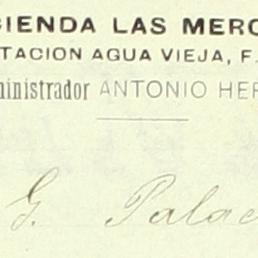 CIENDA LAS MERC
TACION AGUA VIEJA, F.
ministrador ANTONIO HER
G. Palac